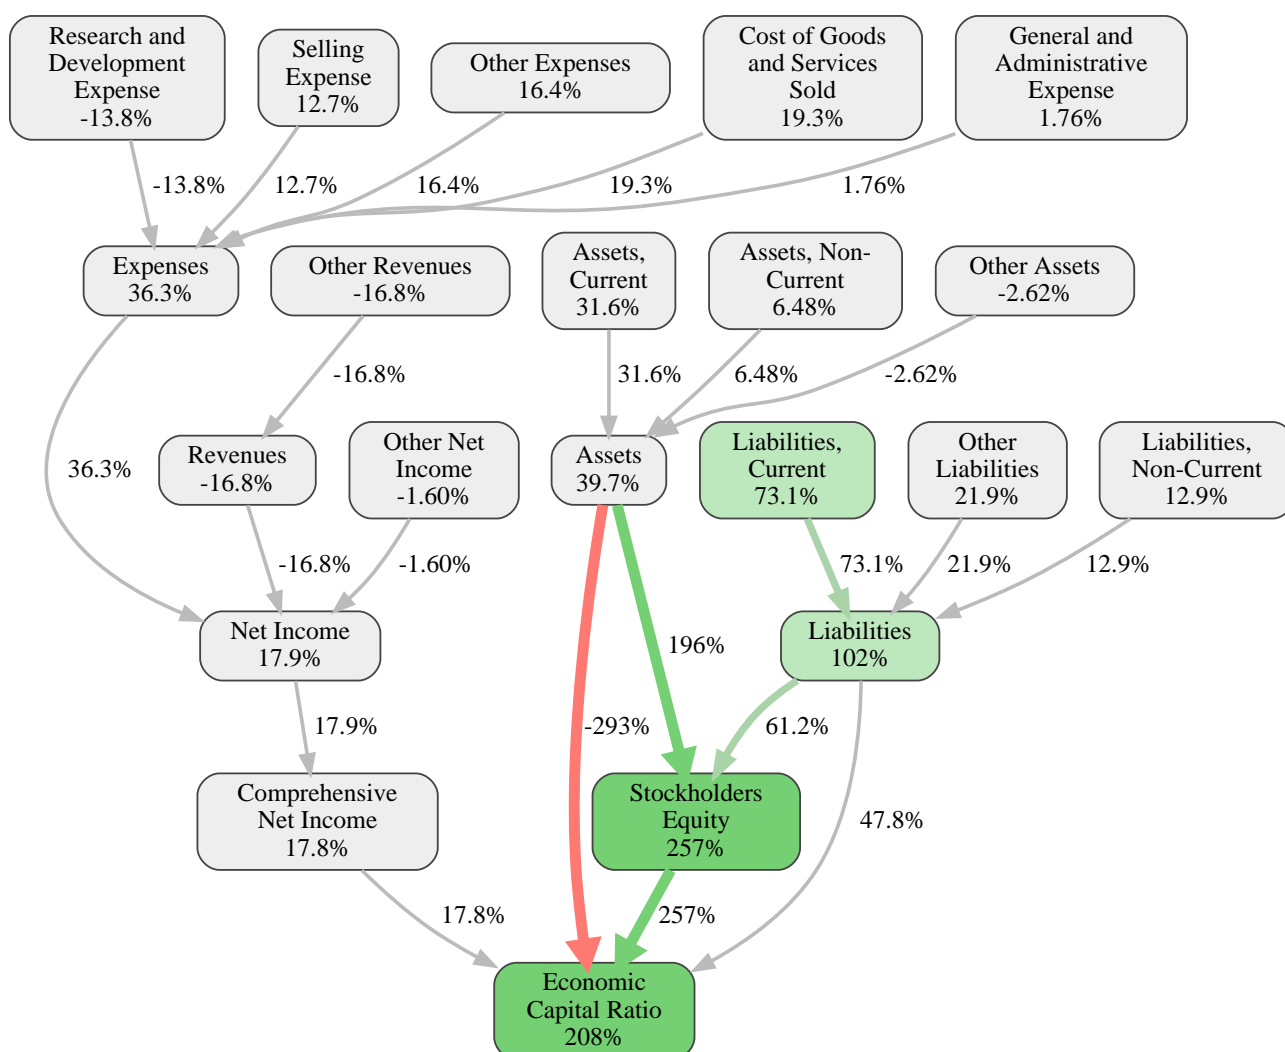 Research and
Development
Expense
-13.8%
Selling
Expense
12.7%
Other Expenses
16.4%
Cost of Goods
and Services
Sold
19.3%
General and
Administrative
Expense
1.76%
-13.8%
12.7%
16.4%
19.3%
1.76%
Expenses
36.3%
Other Revenues
-16.8%
Assets,
Current
31.6%
Assets, Non-
Current
6.48%
Other Assets
-2.62%
-16.8%
31.6%
6.48%
-2.62%
36.3%
Revenues
-16.8%
Other Net
Income
-1.60%
Assets
39.7%
Liabilities,
Current
73.1%
Other
Liabilities
21.9%
Liabilities,
Non-Current
12.9%
-16.8%
-1.60%
73.1%
21.9%
12.9%
Net Income
17.9%
196%
Liabilities
102%
17.9%
-293%
61.2%
Comprehensive
Net Income
17.8%
Stockholders
Equity
257%
47.8%
17.8%
257%
Economic
Capital Ratio
208%